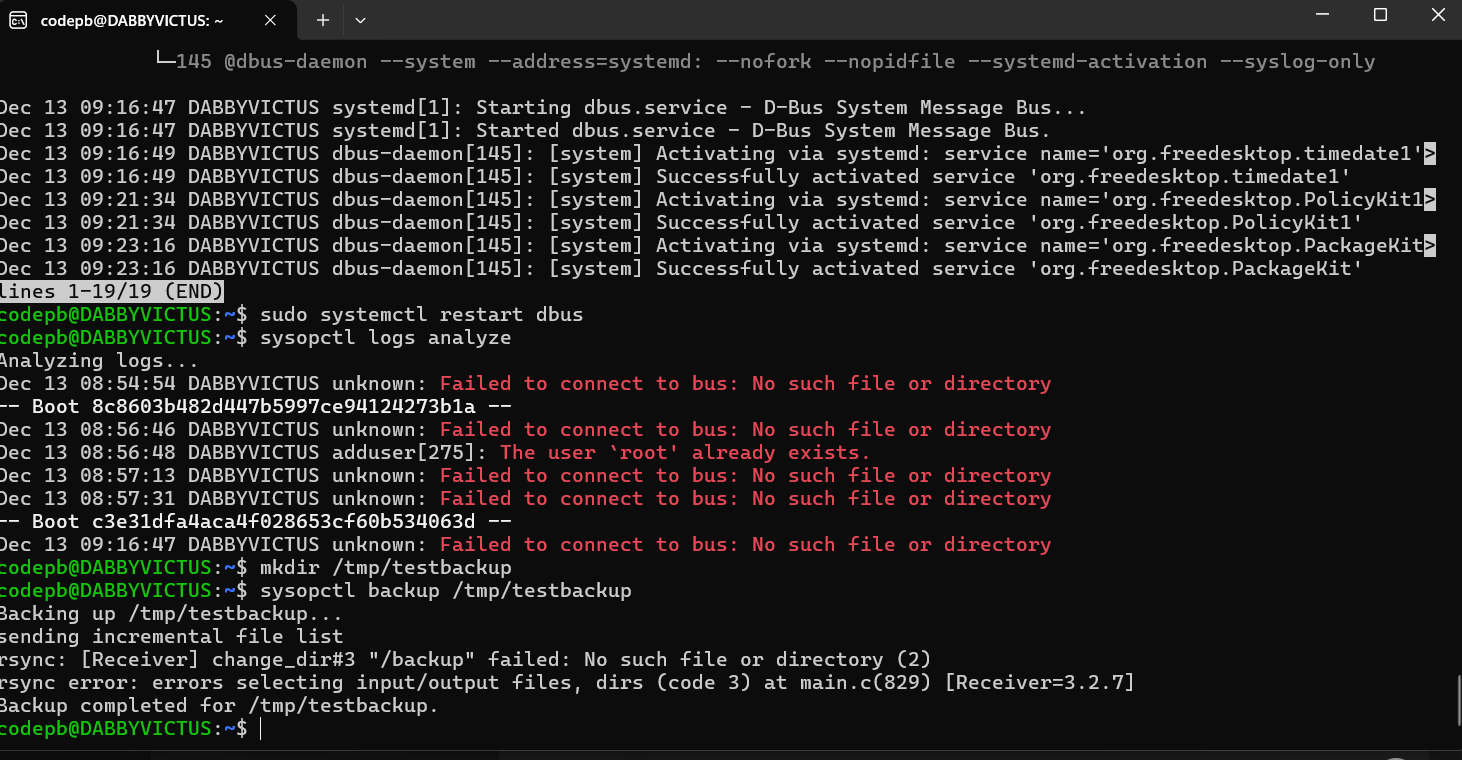 codepb@DABBYVICTUS: ~
└─145 @dbus-daemon --system --address=systemd: --nofork --nopidfile --systemd-activation --syslog-only
Dec 13 09:16:47 DABBYVICTUS systemd[1]: Starting dbus.service - D-Bus System Message Bus...
Dec 13 09:16:47 DABBYVICTUS systemd[1]: Started dbus.service - D-Bus System Message Bus.
Dec 13 09:16:49 DABBYVICTUS dbus-daemon[145]: [system] Activating via systemd: service name='org.freedesktop.timedate1'>
Dec 13 09:16:49 DABBYVICTUS dbus-daemon[145]: [system] Successfully activated service 'org.freedesktop.timedate1'
Dec 13 09:21:34 DABBYVICTUS dbus-daemon[145]: [system] Activating via systemd: service name='org.freedesktop.PolicyKit1>
Dec 13 09:21:34 DABBYVICTUS dbus-daemon[145]: [system] Successfully activated service 'org.freedesktop.PolicyKit1'
Dec 13 09:23:16 DABBYVICTUS dbus-daemon[145]: [system] Activating via systemd: service name='org.freedesktop.PackageKit>
Dec 13 09:23:16 DABBYVICTUS dbus-daemon[145]: [system] Successfully activated service 'org.freedesktop.PackageKit'
lines 1-19/19 (END)
codepb@DABBYVICTUS:~$ sudo systemctl restart dbus
codepb@DABBYVICTUS:~$ sysopctl logs analyze
Analyzing logs...
Dec 13 08:54:54 DABBYVICTUS unknown: Failed to connect to bus: No such file or directory
-- Boot 8c8603b482d447b5997ce94124273b1a --
Dec 13 08:56:46 DABBYVICTUS unknown: Failed to connect to bus: No such file or directory
Dec 13 08:56:48 DABBYVICTUS adduser[275]: The user `root' already exists.
Dec 13 08:57:13 DABBYVICTUS unknown: Failed to connect to bus: No such file or directory
Dec 13 08:57:31 DABBYVICTUS unknown: Failed to connect to bus: No such file or directory
-- Boot c3e31dfa4aca4f028653cf60b534063d --
Dec 13 09:16:47 DABBYVICTUS unknown: Failed to connect to bus: No such file or directory
codepb@DABBYVICTUS:~$ mkdir /tmp/testbackup
codepb@DABBYVICTUS:~$ sysopctl backup /tmp/testbackup
Backing up /tmp/testbackup...
sending incremental file list
rsync: [Receiver] change_dir#3 "/backup" failed: No such file or directory (2)
rsync error: errors selecting input/output files, dirs (code 3) at main.c(829) [Receiver=3.2.7]
Backup completed for /tmp/testbackup.
codepb@DABBYVICTUS:~$